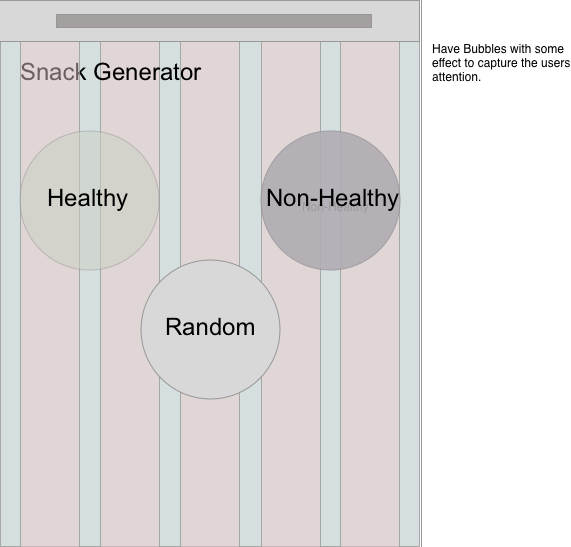 Snack Generator
Healthy
Non-Healthy
Non-Healthy
Random
Have Bubbles with some
effect to capture the users
attention.